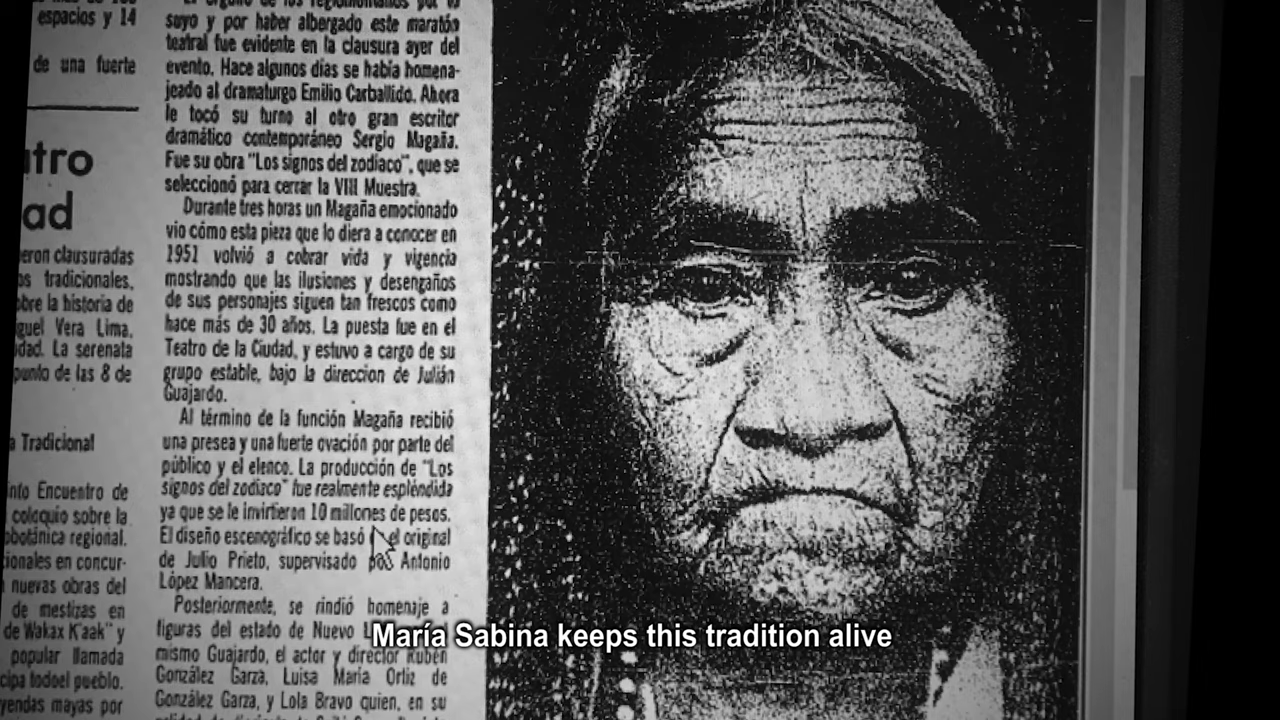 espacios y 14
de una fuerte
suyo y por haber albergado este maratón
teatral fue evidente en la clausura ayer del
evento. Hace algunos días se había homena-
jeado al dramaturgo Emilio Carballido. Ahora
le tocó su turno al otro gran escritor
dramático contemporáneo Sergio Magaña.
Fue su obra "Los signos del zodiaco", que se
seleccionó para cerrar la VIII Muestra.
Durante tres horas un Magaña emocionado
vio cómo esta pieza que lo diera a conocer en
1951 volvió a cobrar vida y vigencia
mostrando que las ilusiones y desengaños
de sus personajes siguen tan frescos como
hace más de 30 años. La puesta fue en el
Teatro de la Ciudad, y estuvo a cargo de su
grupo estable, bajo la direccion de Julián
Guajardo.
Al término de la función Magaña recibió
una presea y una fuerte ovación por parte del
público y el elenco. La producción de "Los
signos del zodiaco" fue realmente espléndida
ya que se le invirtieron 10 millones de pesos.
El diseño escenográfico se basó el original
de Julio Prieto, supervisado por Antonio
López Mancera.
Posteriormente, se rindió homenaje a
figuras del estado de Nuevo
mismo Guajardo, el actor y director Rubén
González Garza, Luisa María Ortiz de
González Garza, y Lola Bravo quien, en su
atro
ad
eron clausuradas
os tradicionales,
obre la historia de
guel Vera Lima,
dad. La serenata
punto de las 8 de
a Tradicional
nto Encuentro de
coloquio sobre la
obotánica regional.
ionales en concur-
nuevas obras del
de mestizas en
de Wakax K'aak" y
popular llamada
cipa todo el pueblo.
yendas mayas por
María Sabina keeps this tradition alive